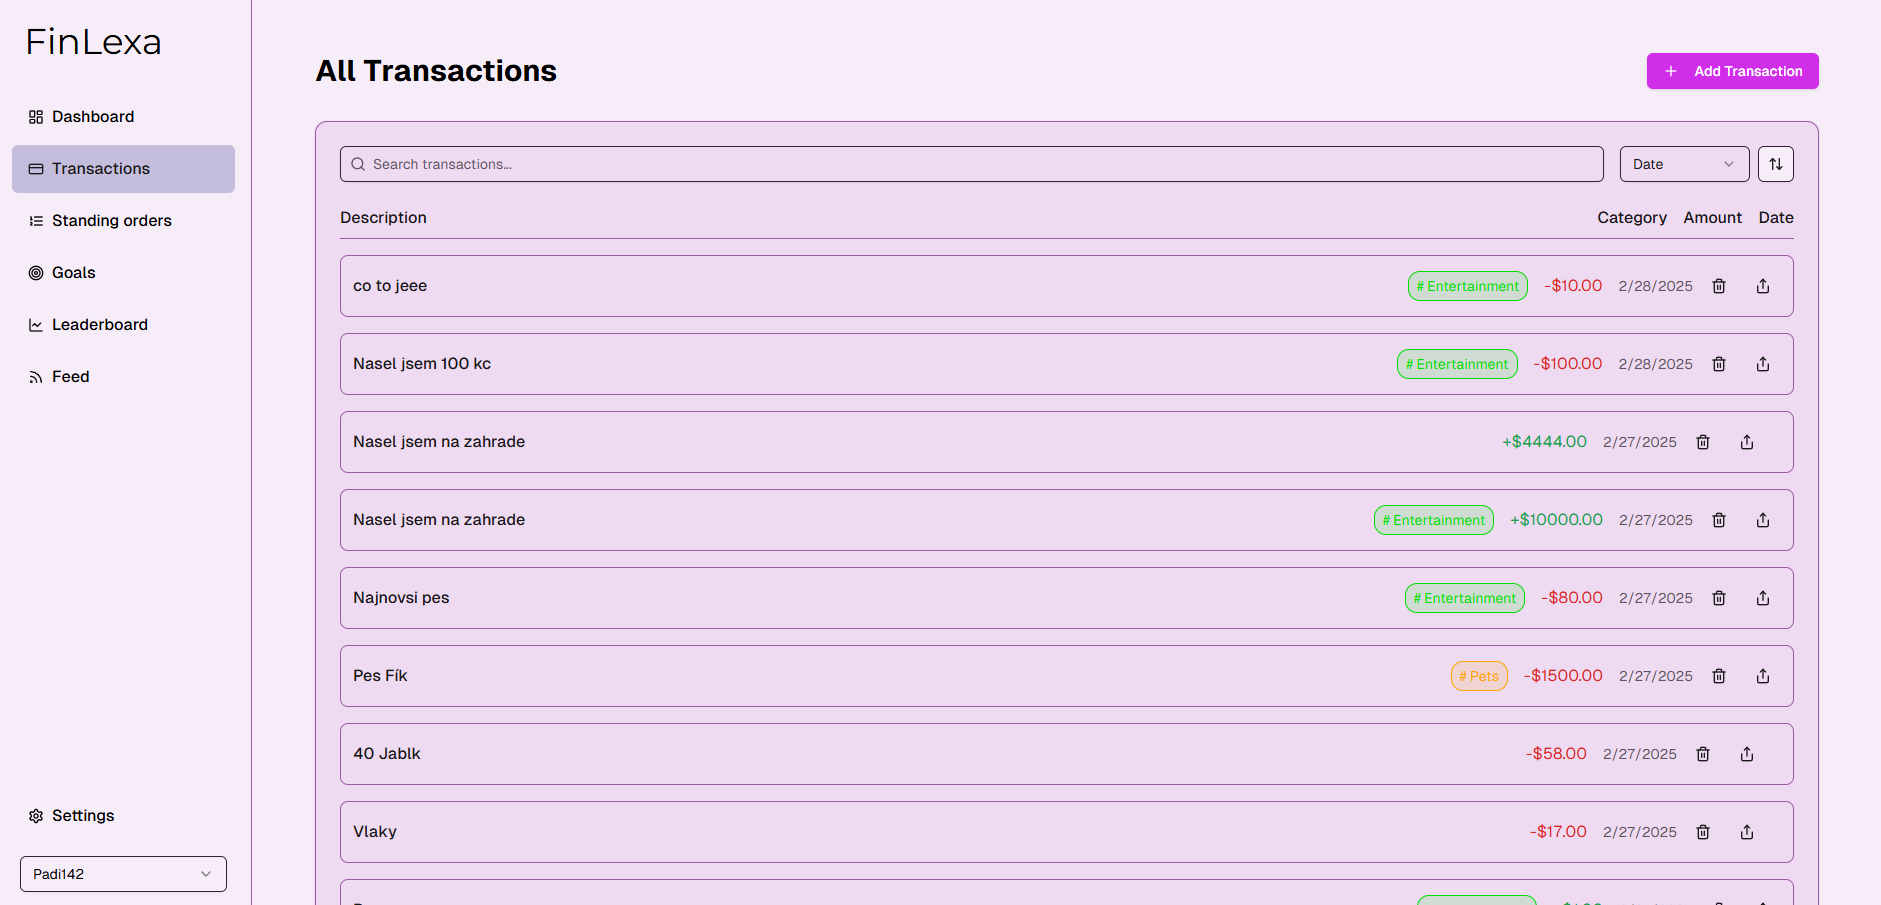 FinLexa
Dashboard
Transactions
Standing orders
Goals
Leaderboard
Feed
Settings
Padi142
All Transactions
+ Add Transaction
Search transactions...
Date
Description Category Amount Date
co to jeee # Entertainment -$10.00 2/28/2025
Nasel jsem 100 kc # Entertainment -$100.00 2/28/2025
Nasel jsem na zahrade +$4444.00 2/27/2025
Nasel jsem na zahrade # Entertainment +$10000.00 2/27/2025
Najnovsi pes # Entertainment -$80.00 2/27/2025
Pes Fík # Pets -$1500.00 2/27/2025
40 Jablk -$58.00 2/27/2025
Vlaky -$17.00 2/27/2025